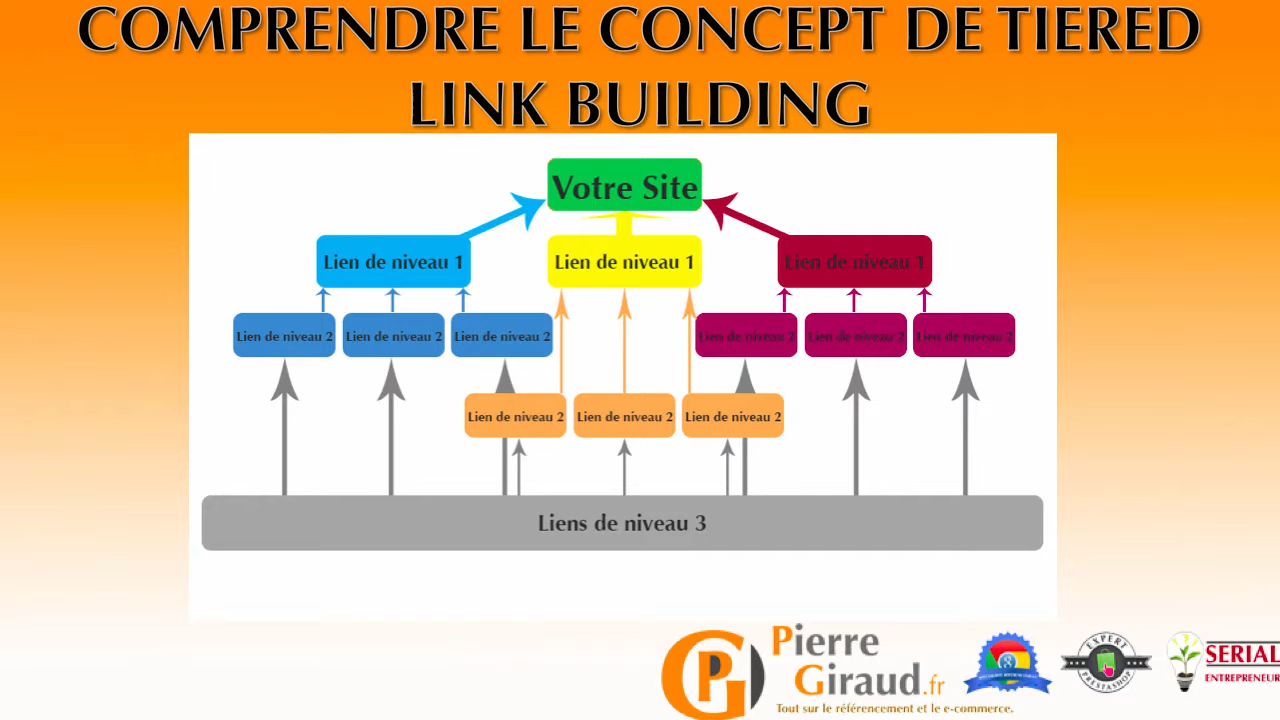 COMPRENDRE LE CONCEPT DE TIERED
LINK BUILDING
Votre Site
Lien de niveau 1
Lien de niveau 1
Lien de niveau 1
Lien de niveau 2
Lien de niveau 2
Lien de niveau 2
Lien de niveau 2
Lien de niveau 2
Lien de niveau 2
Lien de niveau 2
Lien de niveau 2
Lien de niveau 2
Liens de niveau 3
PG
Pierre
Giraud.fr
Tout sur le référencement et le e-commerce.
EXPERT
PRESTASHOP
SERIAL
ENTREPRENEUR